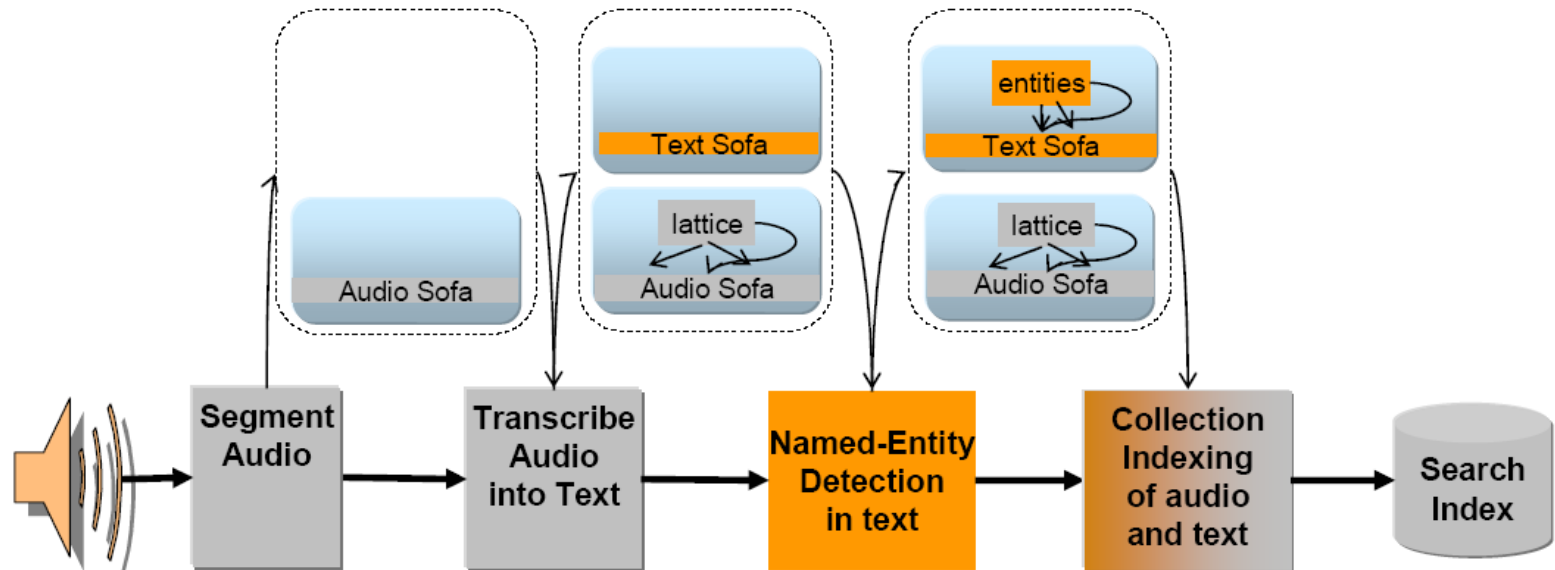 entities
Text Sofa
Text Sofa
lattice
lattice
Audio Sofa
Audio Sofa
Audio Sofa
Segment
Audio
Transcribe
Audio
into Text
Named-Entity
Detection
in text
Collection
Indexing
of audio
and text
Search
Index